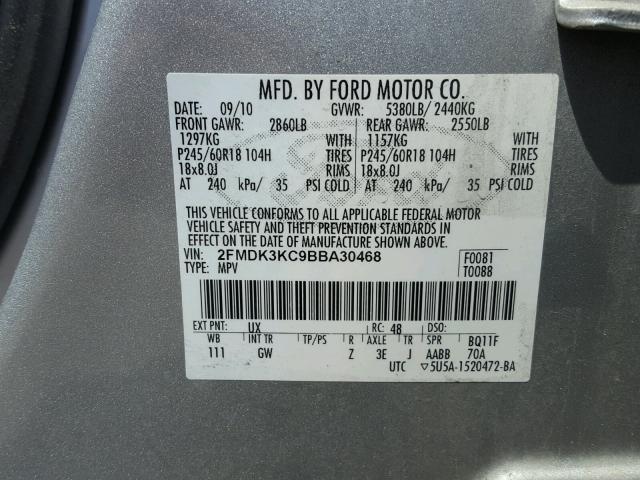 MFD. BY FORD MOTOR CO.
DATE: 09/10 GVWR: 5380LB/ 2440KG
FRONT GAWR: 2860LB REAR GAWR: 2550LB
1297KG WITH 1157KG WITH
P245/60R18 104H TIRES P245/60R18 104H TIRES
18x8.0J RIMS 18x8.0J RIMS
AT 240 kPa/ 35 PSI COLD AT 240 kPa/ 35 PSI COLD
THIS VEHICLE CONFORMS TO ALL APPLICABLE FEDERAL MOTOR
VEHICLE SAFETY AND THEFT PREVENTION STANDARDS IN
EFFECT ON THE DATE OF MANUFACTURE SHOWN ABOVE.
VIN: 2FMDK3KC9BBA30468 F0081
TYPE: MPV T0088
EXT PNT: UX RC: 48 DSO:
WB INT TR TP/PS R AXLE TR SPR BQ11F
111 GW Z 3E J AABB 70A
UTC ▽5U5A-1520472-BA